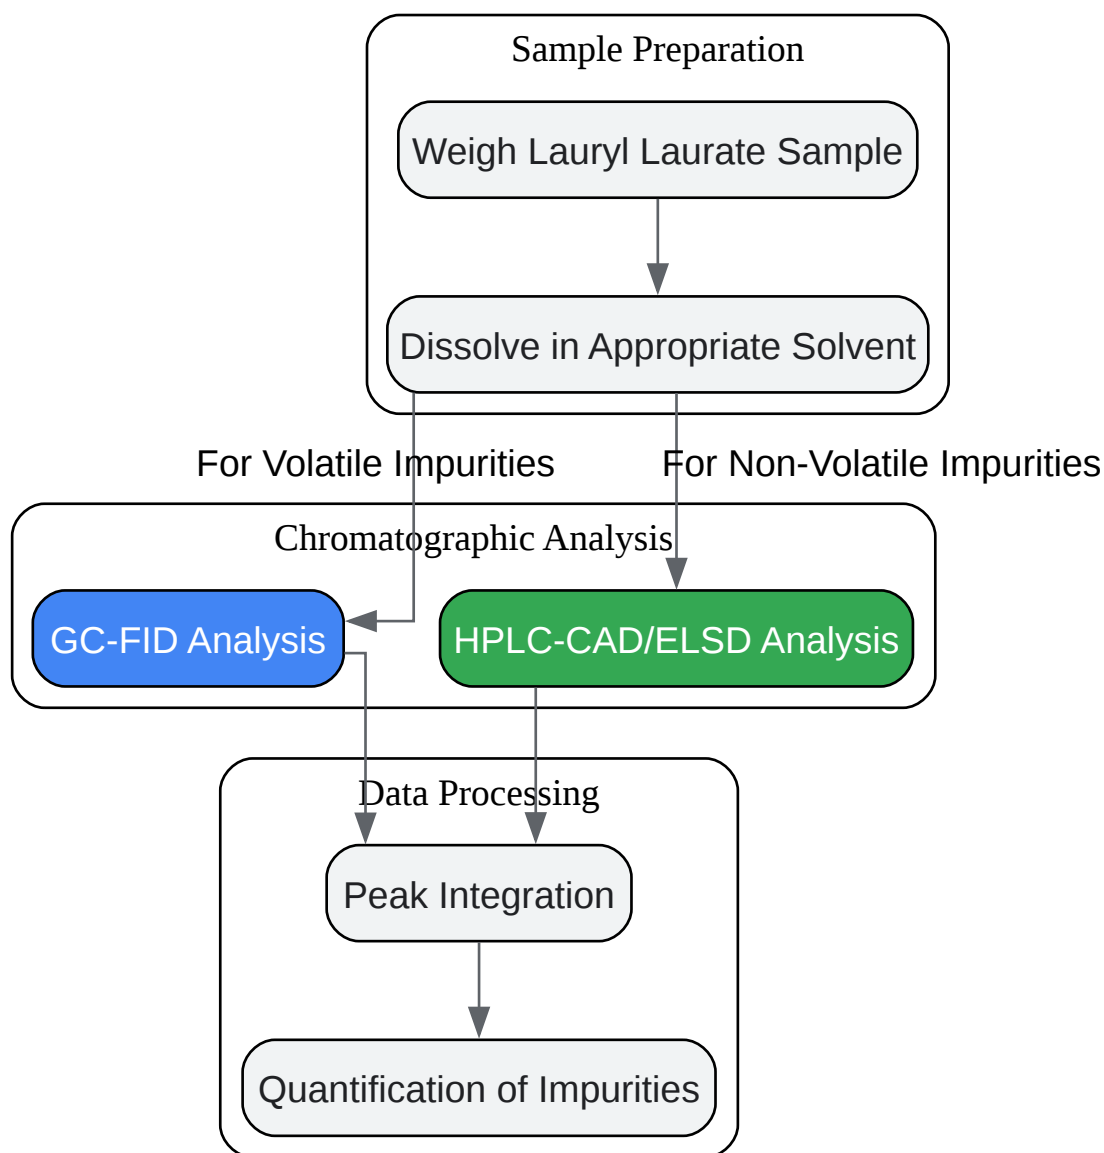 Sample Preparation
Weigh Lauryl Laurate Sample
Dissolve in Appropriate Solvent
For Volatile Impurities
For Non-Volatile Impurities
Chromatographic Analysis
GC-FID Analysis
HPLC-CAD/ELSD Analysis
Data Processing
Peak Integration
Quantification of Impurities